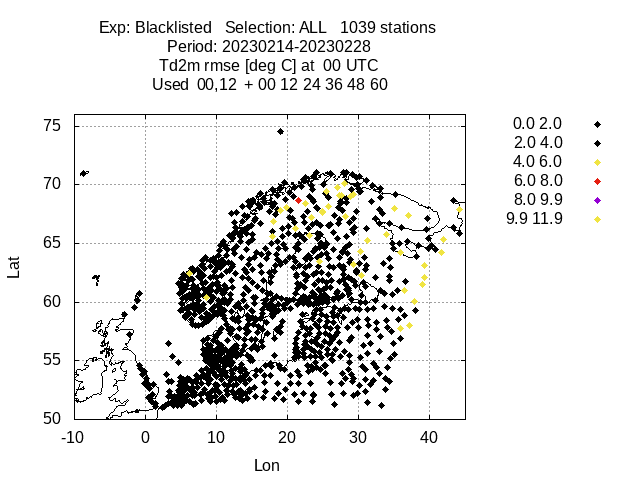 Exp: Blacklisted Selection: ALL 1039 stations
Period: 20230214-20230228
Td2m rmse [deg C] at 00 UTC
Used 00,12 + 00 12 24 36 48 60
75
70
65
60
55
50
Lat
-10 0 10 20 30 40
Lon
0.0 2.0
2.0 4.0
4.0 6.0
6.0 8.0
8.0 9.9
9.9 11.9